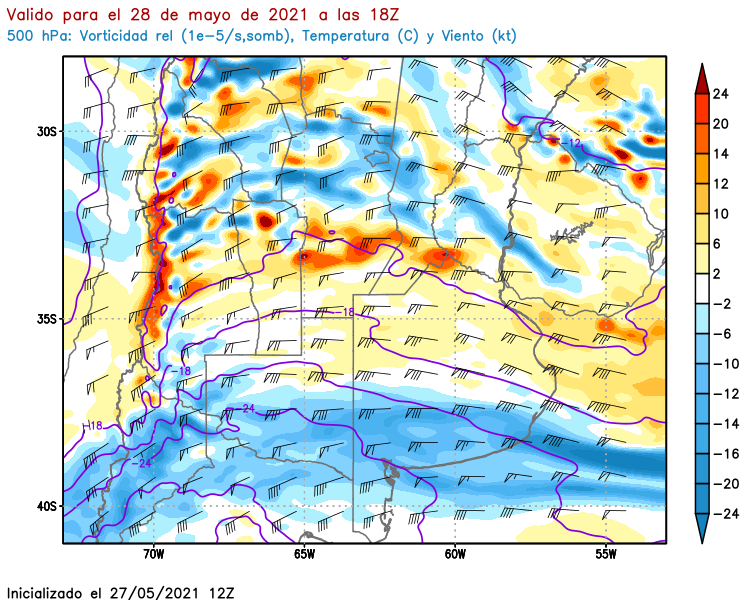 Valido para el 28 de mayo de 2021 a las 18Z
500 hPa: Vorticidad rel (1e-5/s,somb), Temperatura (C) y Viento (kt)
24
20
14
12
10
6
2
-2
-6
-10
-12
-14
-16
-20
-24
30S
35S
40S
-12
-18
-18
-18
-24
-24
70W
65W
60W
55W
Inicializado el 27/05/2021 12Z